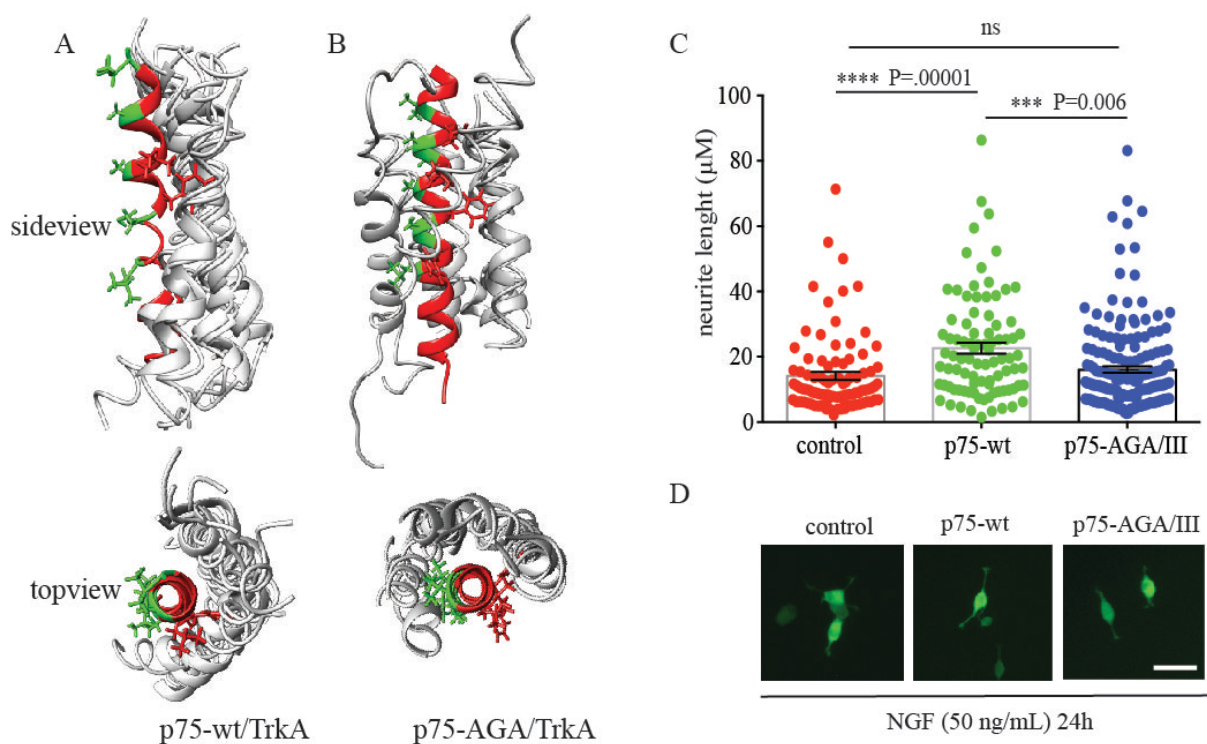 A
B
sideview
topview
p75-wt/TrkA
p75-AGA/TrkA
C
ns
**** P=.00001
*** P=0.006
neurite lenght (µM)
100
80
60
40
20
0
control
p75-wt
p75-AGA/III
D
control
p75-wt
p75-AGA/III
NGF (50 ng/mL) 24h